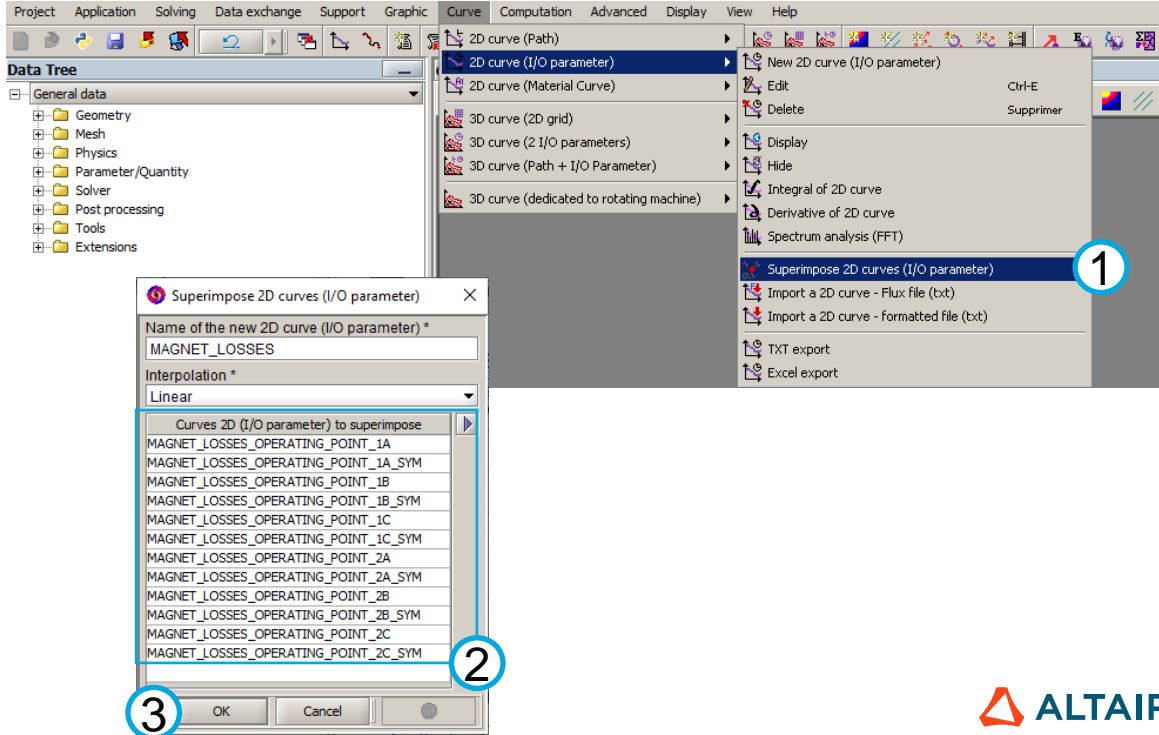 Project Application Solving Data exchange Support Graphic Curve Computation Advanced Display View Help
2D curve (Path)
2D curve (I/O parameter)
2D curve (Material Curve)
3D curve (2D grid)
3D curve (2 I/O parameters)
3D curve (Path + I/O Parameter)
3D curve (dedicated to rotating machine)
New 2D curve (I/O parameter)
Edit Ctrl-E
Delete Supprimer
Display
Hide
Integral of 2D curve
Derivative of 2D curve
Spectrum analysis (FFT)
Superimpose 2D curves (I/O parameter)
1
Import a 2D curve - Flux file (txt)
Import a 2D curve - formatted file (txt)
TXT export
Excel export
Data Tree
General data
Geometry
Mesh
Physics
Parameter/Quantity
Solver
Post processing
Tools
Extensions
Superimpose 2D curves (I/O parameter)
Name of the new 2D curve (I/O parameter) *
MAGNET_LOSSES
Interpolation *
Linear
Curves 2D (I/O parameter) to superimpose
MAGNET_LOSSES_OPERATING_POINT_1A
MAGNET_LOSSES_OPERATING_POINT_1A_SYM
MAGNET_LOSSES_OPERATING_POINT_1B
MAGNET_LOSSES_OPERATING_POINT_1B_SYM
MAGNET_LOSSES_OPERATING_POINT_1C
MAGNET_LOSSES_OPERATING_POINT_1C_SYM
MAGNET_LOSSES_OPERATING_POINT_2A
MAGNET_LOSSES_OPERATING_POINT_2A_SYM
MAGNET_LOSSES_OPERATING_POINT_2B
MAGNET_LOSSES_OPERATING_POINT_2B_SYM
MAGNET_LOSSES_OPERATING_POINT_2C
MAGNET_LOSSES_OPERATING_POINT_2C_SYM
2
3
OK Cancel
ALTAIR